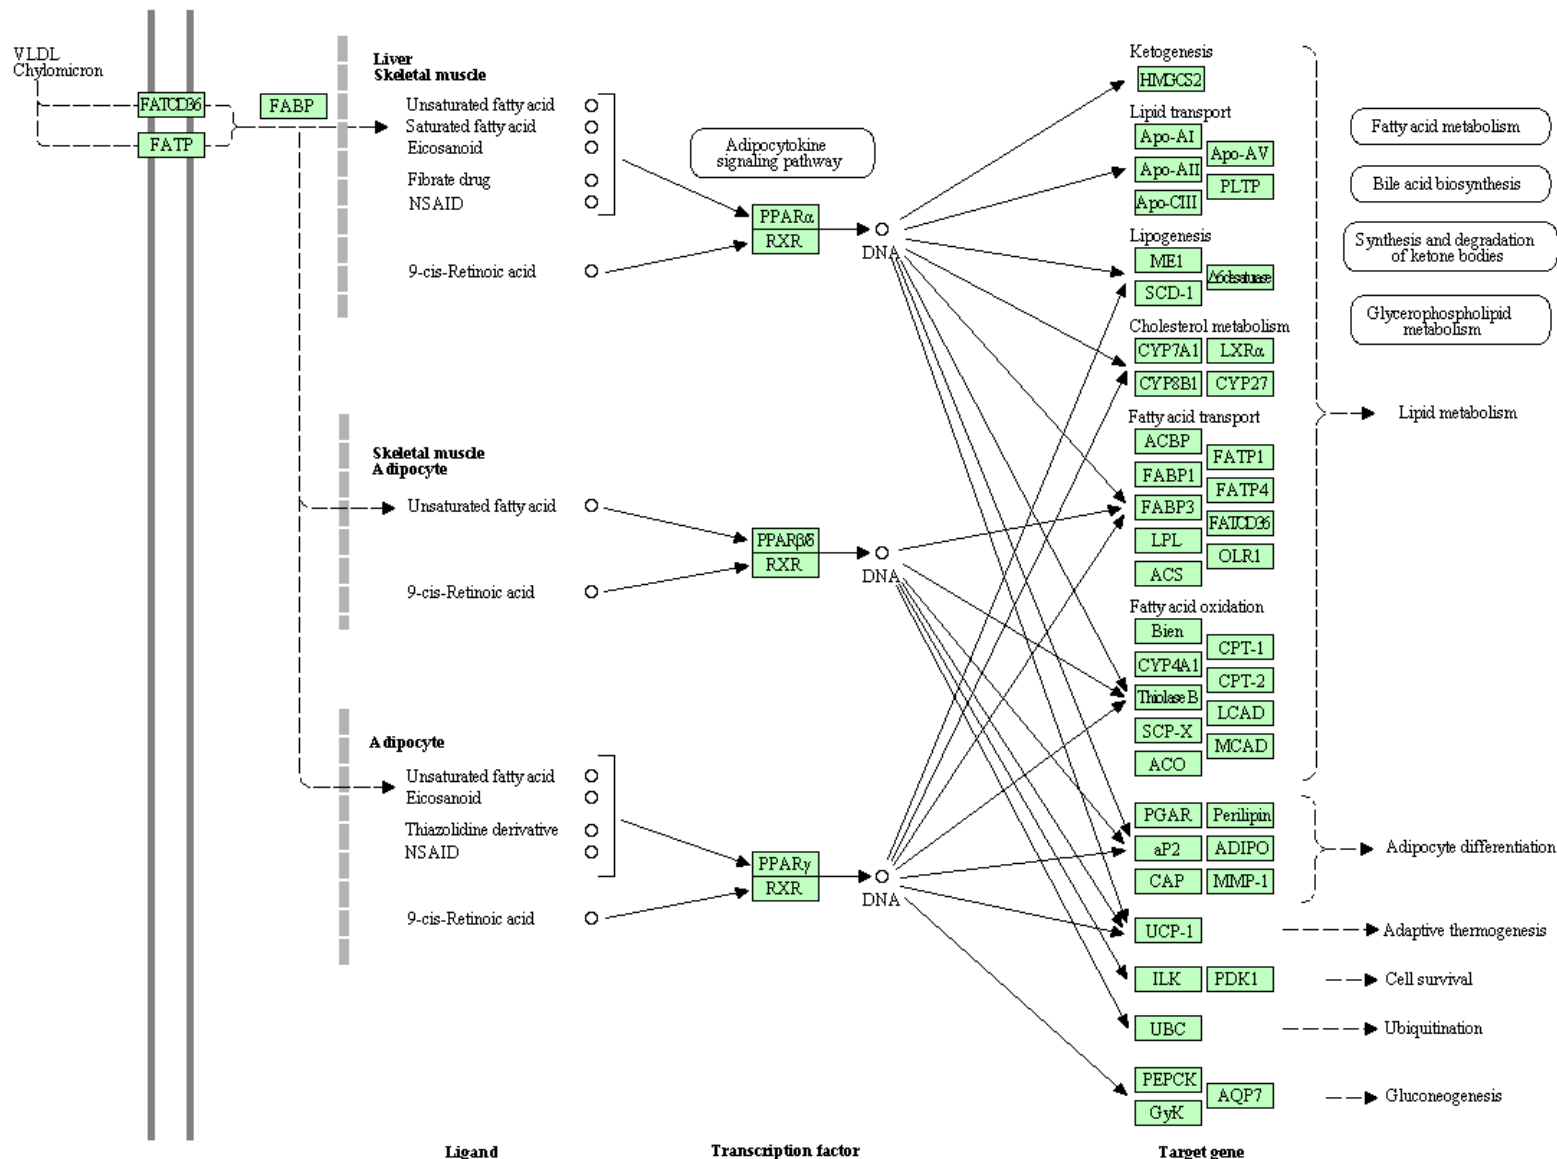 VLDL
Chylomicron
FATCD36
FATP
FABP
Liver
Skeletal muscle
Unsaturated fatty acid
Saturated fatty acid
Eicosanoid
Fibrate drug
NSAID
9-cis-Retinoic acid
Adipocytokine
signaling pathway
PPARα
RXR
DNA
Skeletal muscle
Adipocyte
Unsaturated fatty acid
9-cis-Retinoic acid
PPARβ/δ
RXR
DNA
Adipocyte
Unsaturated fatty acid
Eicosanoid
Thiazolidine derivative
NSAID
9-cis-Retinoic acid
PPARγ
RXR
DNA
Ketogenesis
HMGCS2
Lipid transport
Apo-AI
Apo-AV
Apo-AII
PLTP
Apo-CIII
Lipogenesis
ME1
Δ6desatuase
SCD-1
Cholesterol metabolism
CYP7A1 LXRα
CYP8B1 CYP27
Fatty acid transport
ACBP
FATP1
FABP1
FATP4
FABP3
FATCD36
LPL
OLR1
ACS
Fatty acid oxidation
Bien
CPT-1
CYP4A1
CPT-2
Thiolase B
LCAD
SCP-X
MCAD
ACO
PGAR Perilipin
aP2 ADIPO
CAP MMP-1
UCP-1
ILK PDK1
UBC
PEPCK
AQP7
GyK
Fatty acid metabolism
Bile acid biosynthesis
Synthesis and degradation
of ketone bodies
Glycerophospholipid
metabolism
Lipid metabolism
Adipocyte differentiation
Adaptive thermogenesis
Cell survival
Ubiquitination
Gluconeogenesis
Ligand
Transcription factor
Target gene